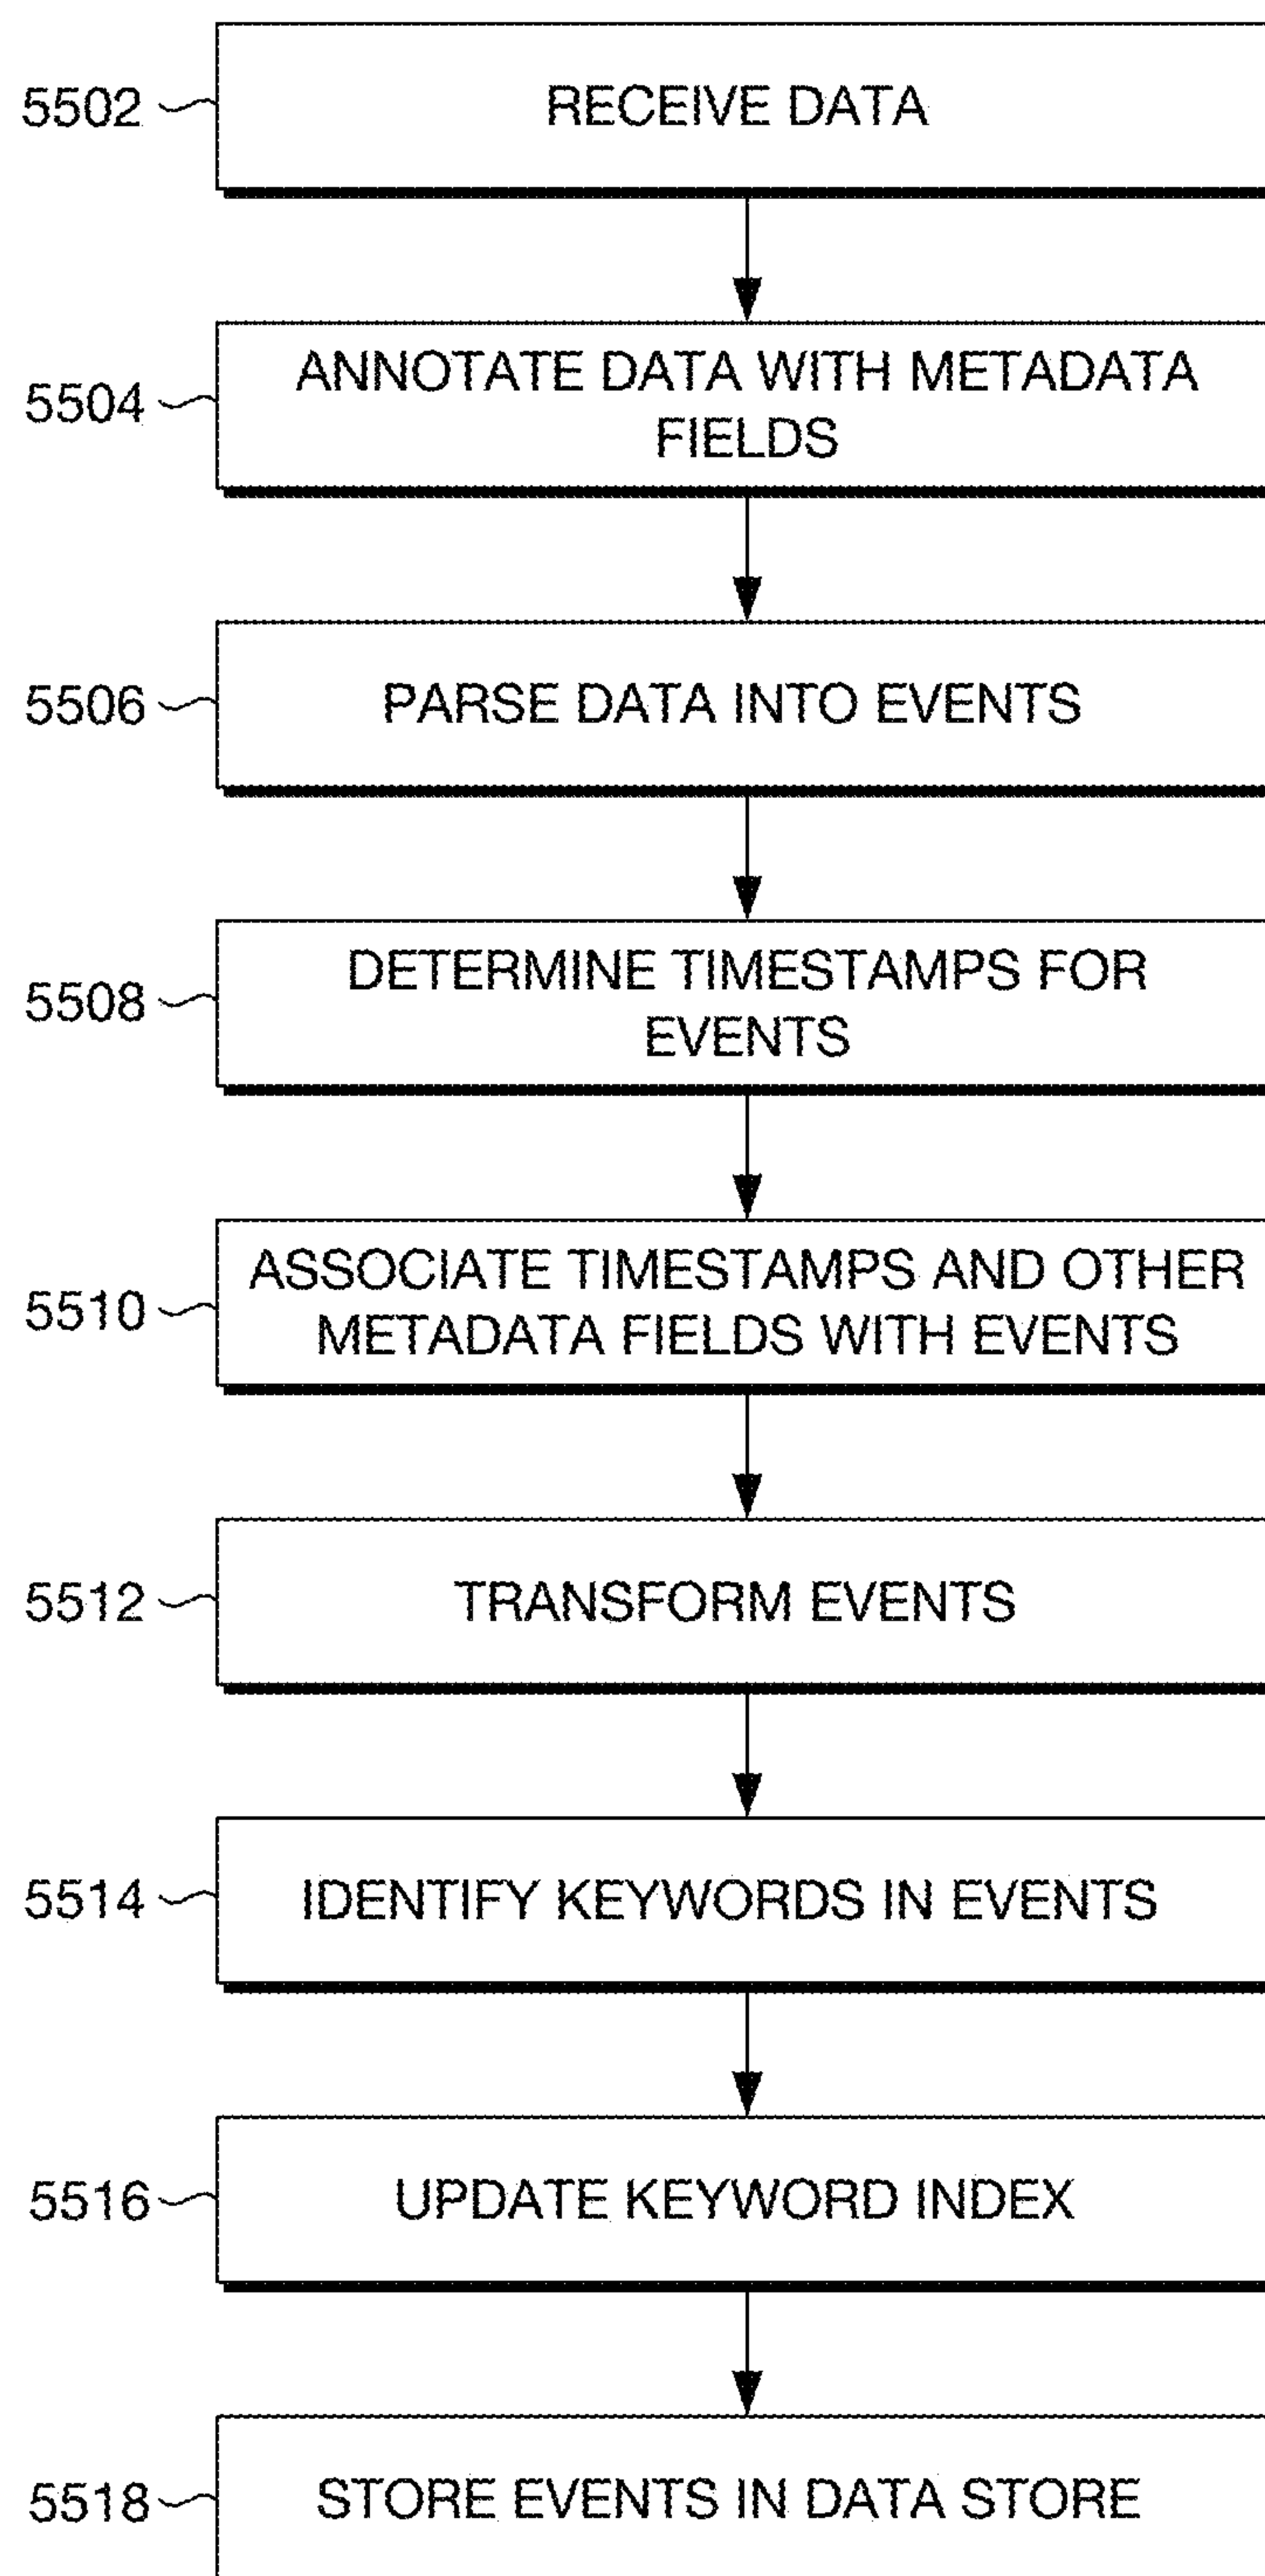 5502
RECEIVE DATA
5504
ANNOTATE DATA WITH METADATA
FIELDS
5506
PARSE DATA INTO EVENTS
5508
DETERMINE TIMESTAMPS FOR
EVENTS
5510
ASSOCIATE TIMESTAMPS AND OTHER
METADATA FIELDS WITH EVENTS
5512
TRANSFORM EVENTS
5514
IDENTIFY KEYWORDS IN EVENTS
5516
UPDATE KEYWORD INDEX
5518
STORE EVENTS IN DATA STORE